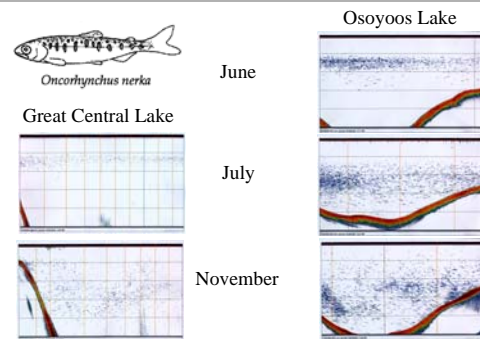 Osoyoos Lake
Oncorhynchus nerka
June
Great Central Lake
July
November